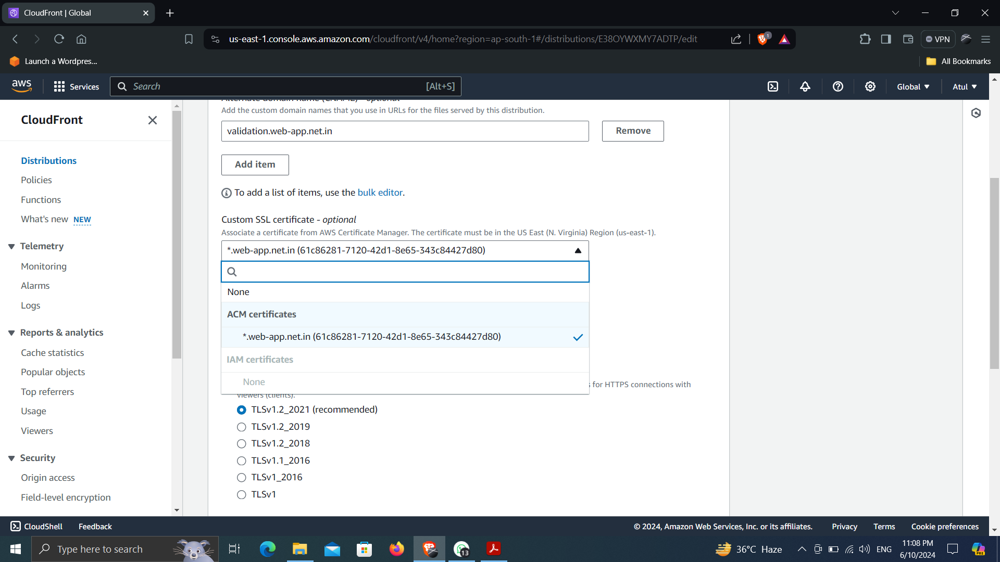 CloudFront | Global
us-east-1.console.aws.amazon.com/cloudfront/v4/home?region=ap-south-1#/distributions/E38OYWXMY7ADTP/edit
1
VPN
Launch a Wordpres...
All Bookmarks
aws
Services
Search
[Alt+S]
Global
Atul
CloudFront
Distributions
Policies
Functions
What's new NEW
Telemetry
Monitoring
Alarms
Logs
Reports & analytics
Cache statistics
Popular objects
Top referrers
Usage
Viewers
Security
Origin access
Field-level encryption
Alternate domain name (CNAME) - optional
Add the custom domain names that you use in URLs for the files served by this distribution.
validation.web-app.net.in
Remove
Add item
To add a list of items, use the bulk editor.
Custom SSL certificate - optional
Associate a certificate from AWS Certificate Manager. The certificate must be in the US East (N. Virginia) Region (us-east-1).
*.web-app.net.in (61c86281-7120-42d1-8e65-343c84427d80)
None
ACM certificates
*.web-app.net.in (61c86281-7120-42d1-8e65-343c84427d80)
IAM certificates
None
for HTTPS connections with
viewers (clients).
TLSv1.2_2021 (recommended)
TLSv1.2_2019
TLSv1.2_2018
TLSv1.1_2016
TLSv1_2016
TLSv1
CloudShell
Feedback
© 2024, Amazon Web Services, Inc. or its affiliates.
Privacy
Terms
Cookie preferences
Type here to search
13
36°C Haze
ENG
11:08 PM
6/10/2024
PRE